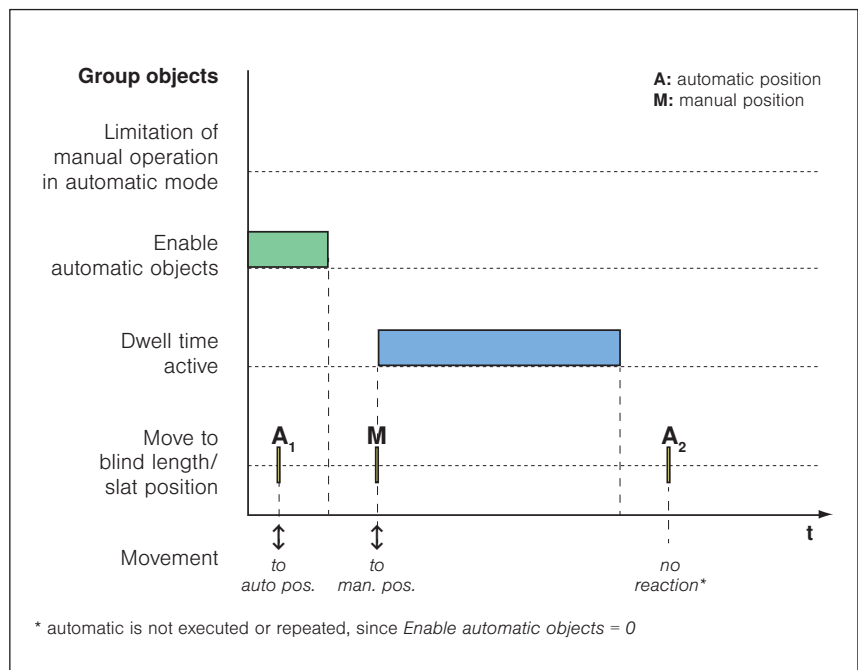 Group objects
A: automatic position
M: manual position
Limitation of
manual operation
in automatic mode
Enable
automatic objects
Dwell time
active
Move to
blind length/
slat position
A1
M
A2
t
Movement
to
auto pos.
to
man. pos.
no
reaction*
* automatic is not executed or repeated, since Enable automatic objects = 0